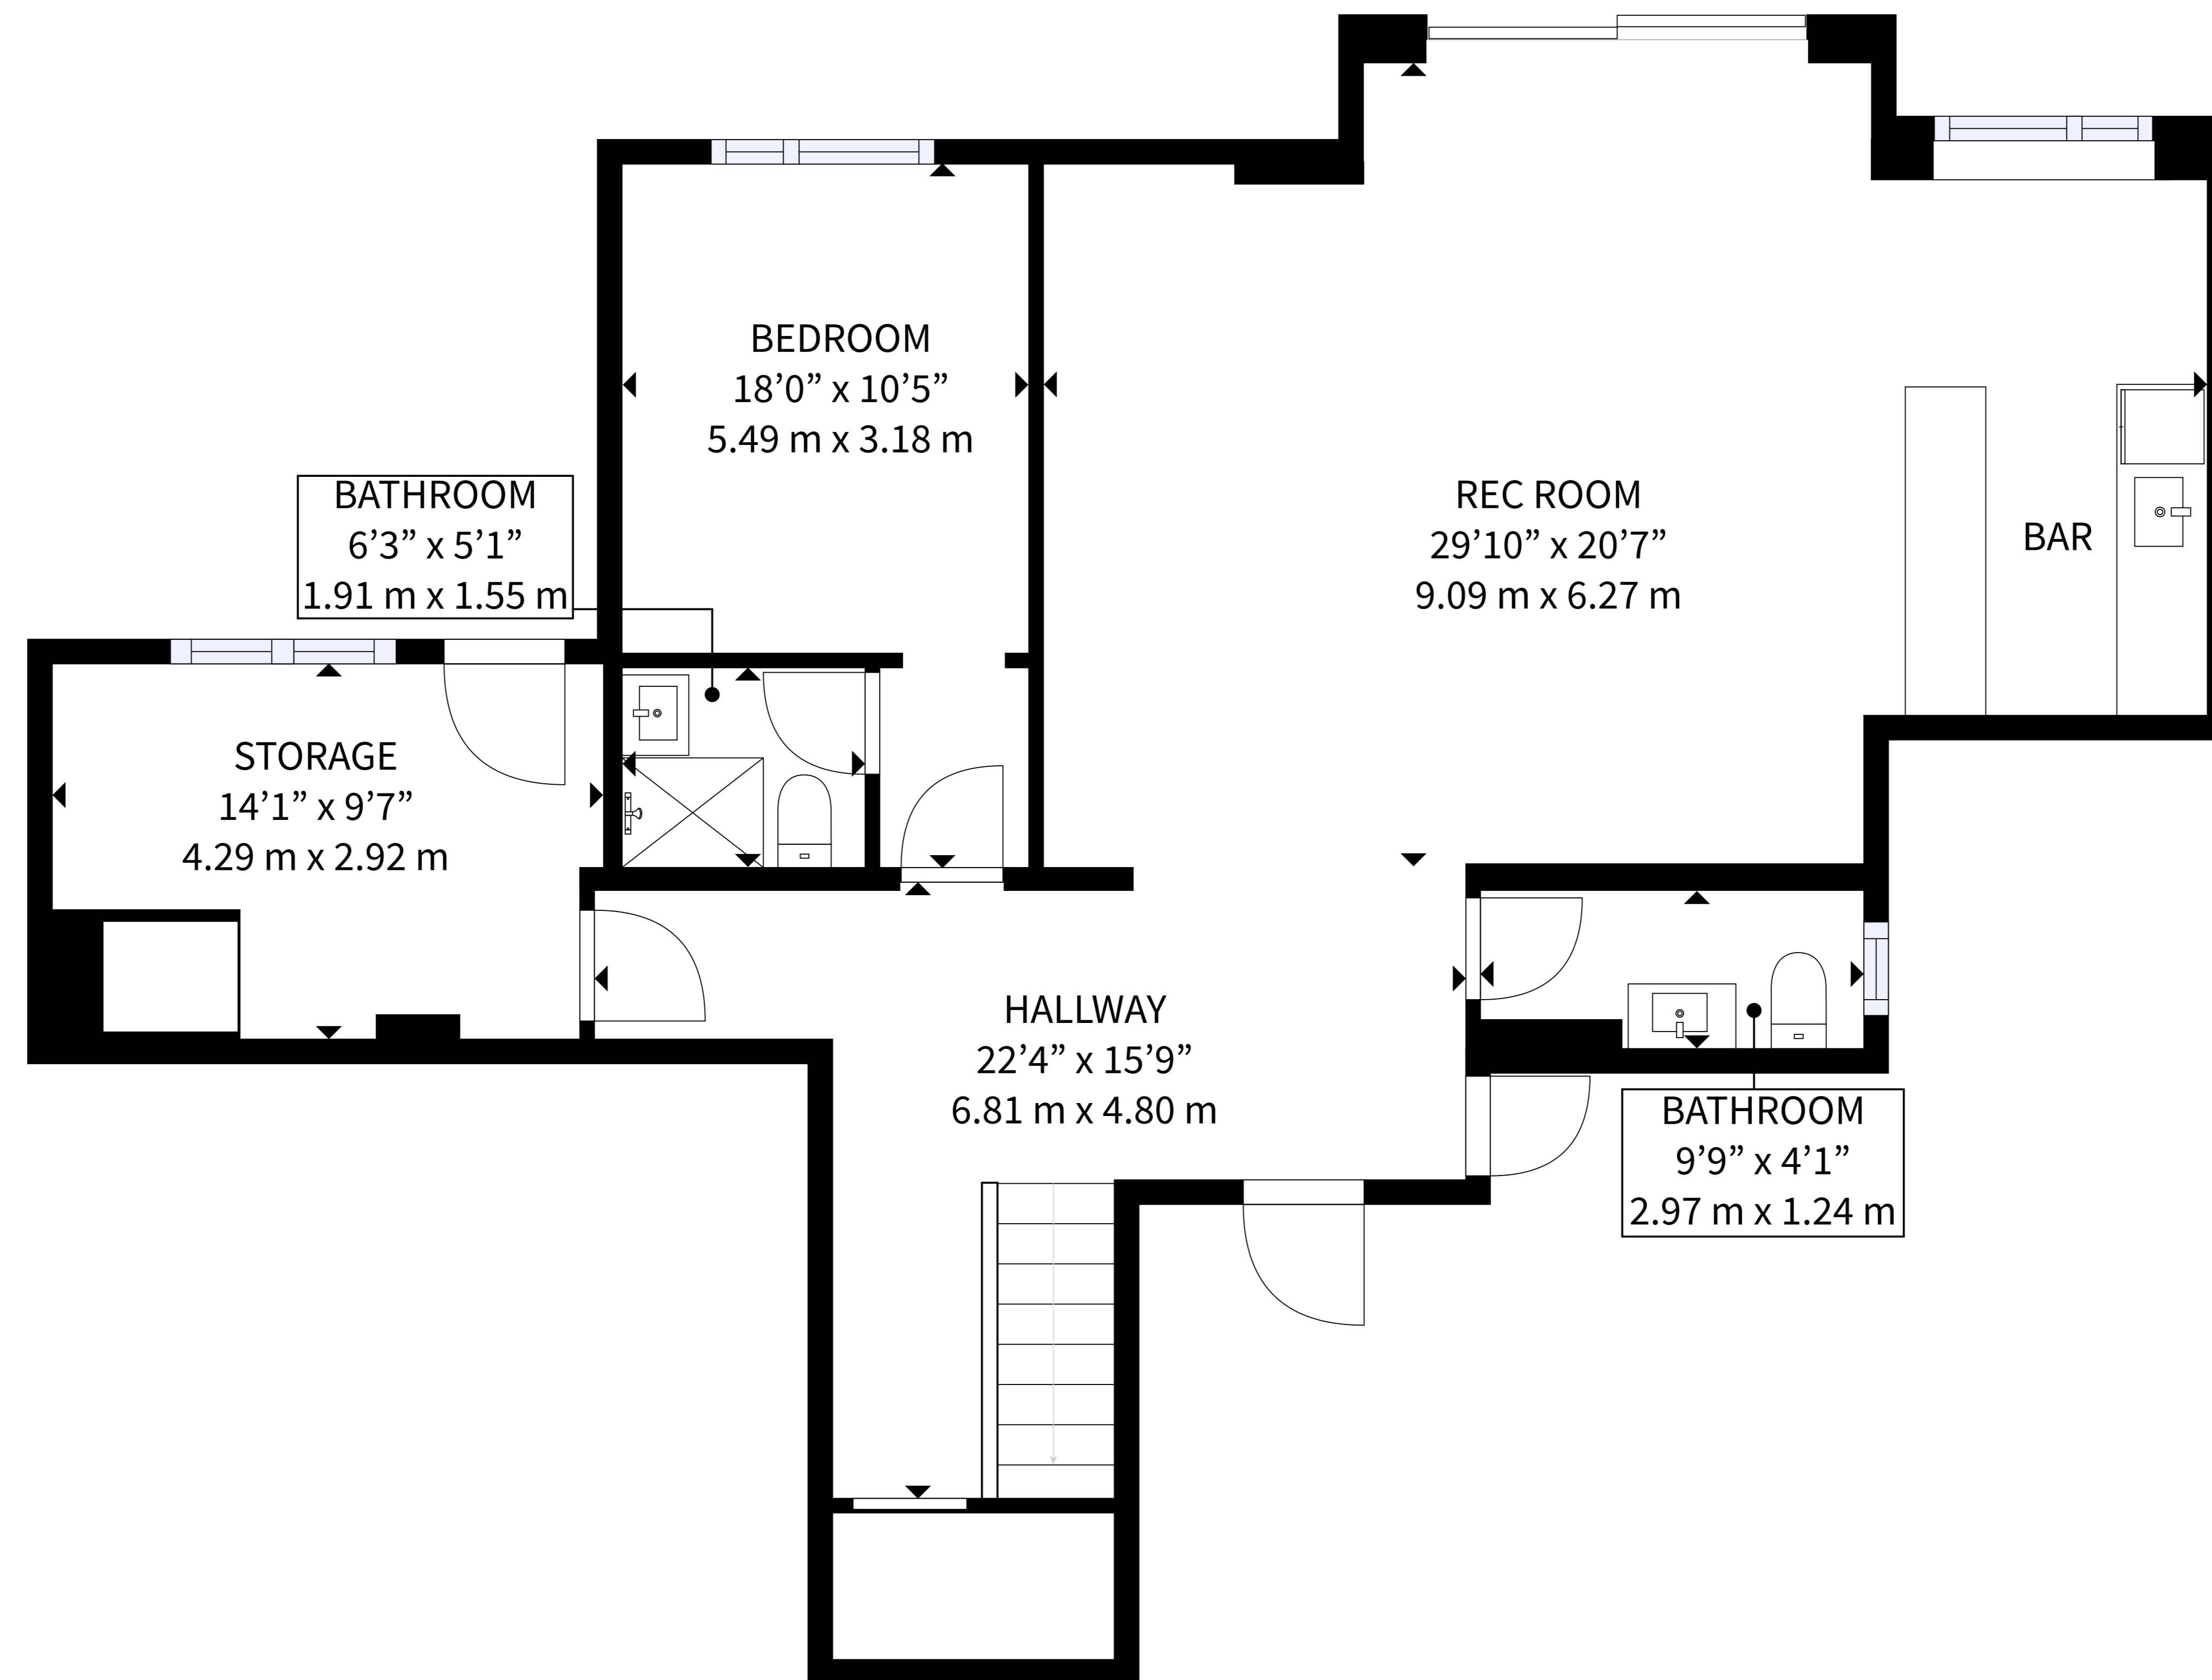 BEDROOM
18’0” x 10’5”
5.49 m x 3.18 m
BATHROOM
6’3” x 5’1”
1.91 m x 1.55 m
REC ROOM
29’10” x 20’7”
9.09 m x 6.27 m
BAR
STORAGE
14’1” x 9’7”
4.29 m x 2.92 m
HALLWAY
22’4” x 15’9”
6.81 m x 4.80 m
BATHROOM
9’9” x 4’1”
2.97 m x 1.24 m